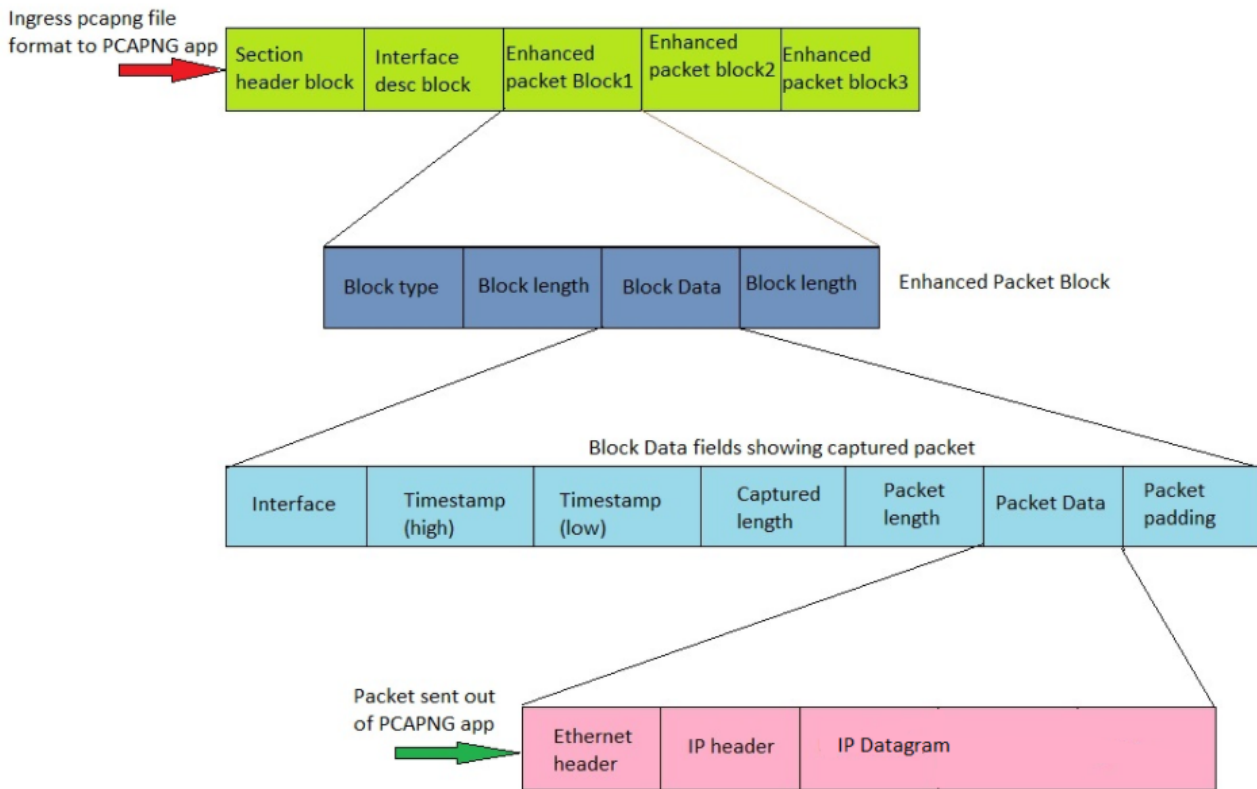 Ingress pcapng file
format to PCAPNG app
Section
header block
Interface
desc block
Enhanced
packet Block1
Enhanced
packet block2
Enhanced
packet block3
Block type
Block length
Block Data
Block length
Enhanced Packet Block
Block Data fields showing captured packet
Interface
Timestamp
(high)
Timestamp
(low)
Captured
length
Packet
length
Packet Data
Packet
padding
Packet sent out
of PCAPNG app
Ethernet
header
IP header
IP Datagram